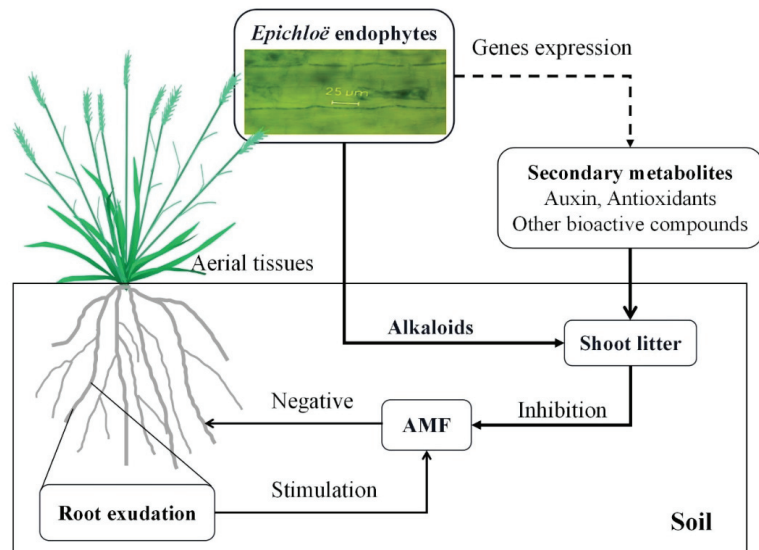 Epichloë endophytes
25 μm
Genes expression
Secondary metabolites
Auxin, Antioxidants
Other bioactive compounds
Aerial tissues
Alkaloids
Shoot litter
Negative
AMF
Inhibition
Stimulation
Root exudation
Soil